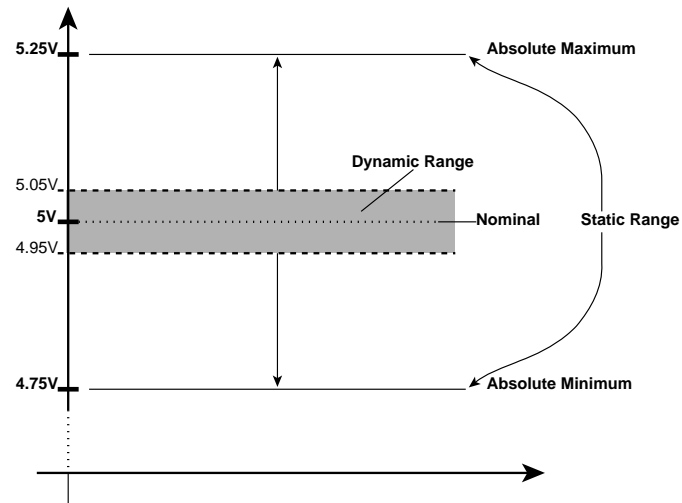 5.25V
Absolute Maximum
Dynamic Range
5.05V
5V
Nominal
Static Range
4.95V
4.75V
Absolute Minimum